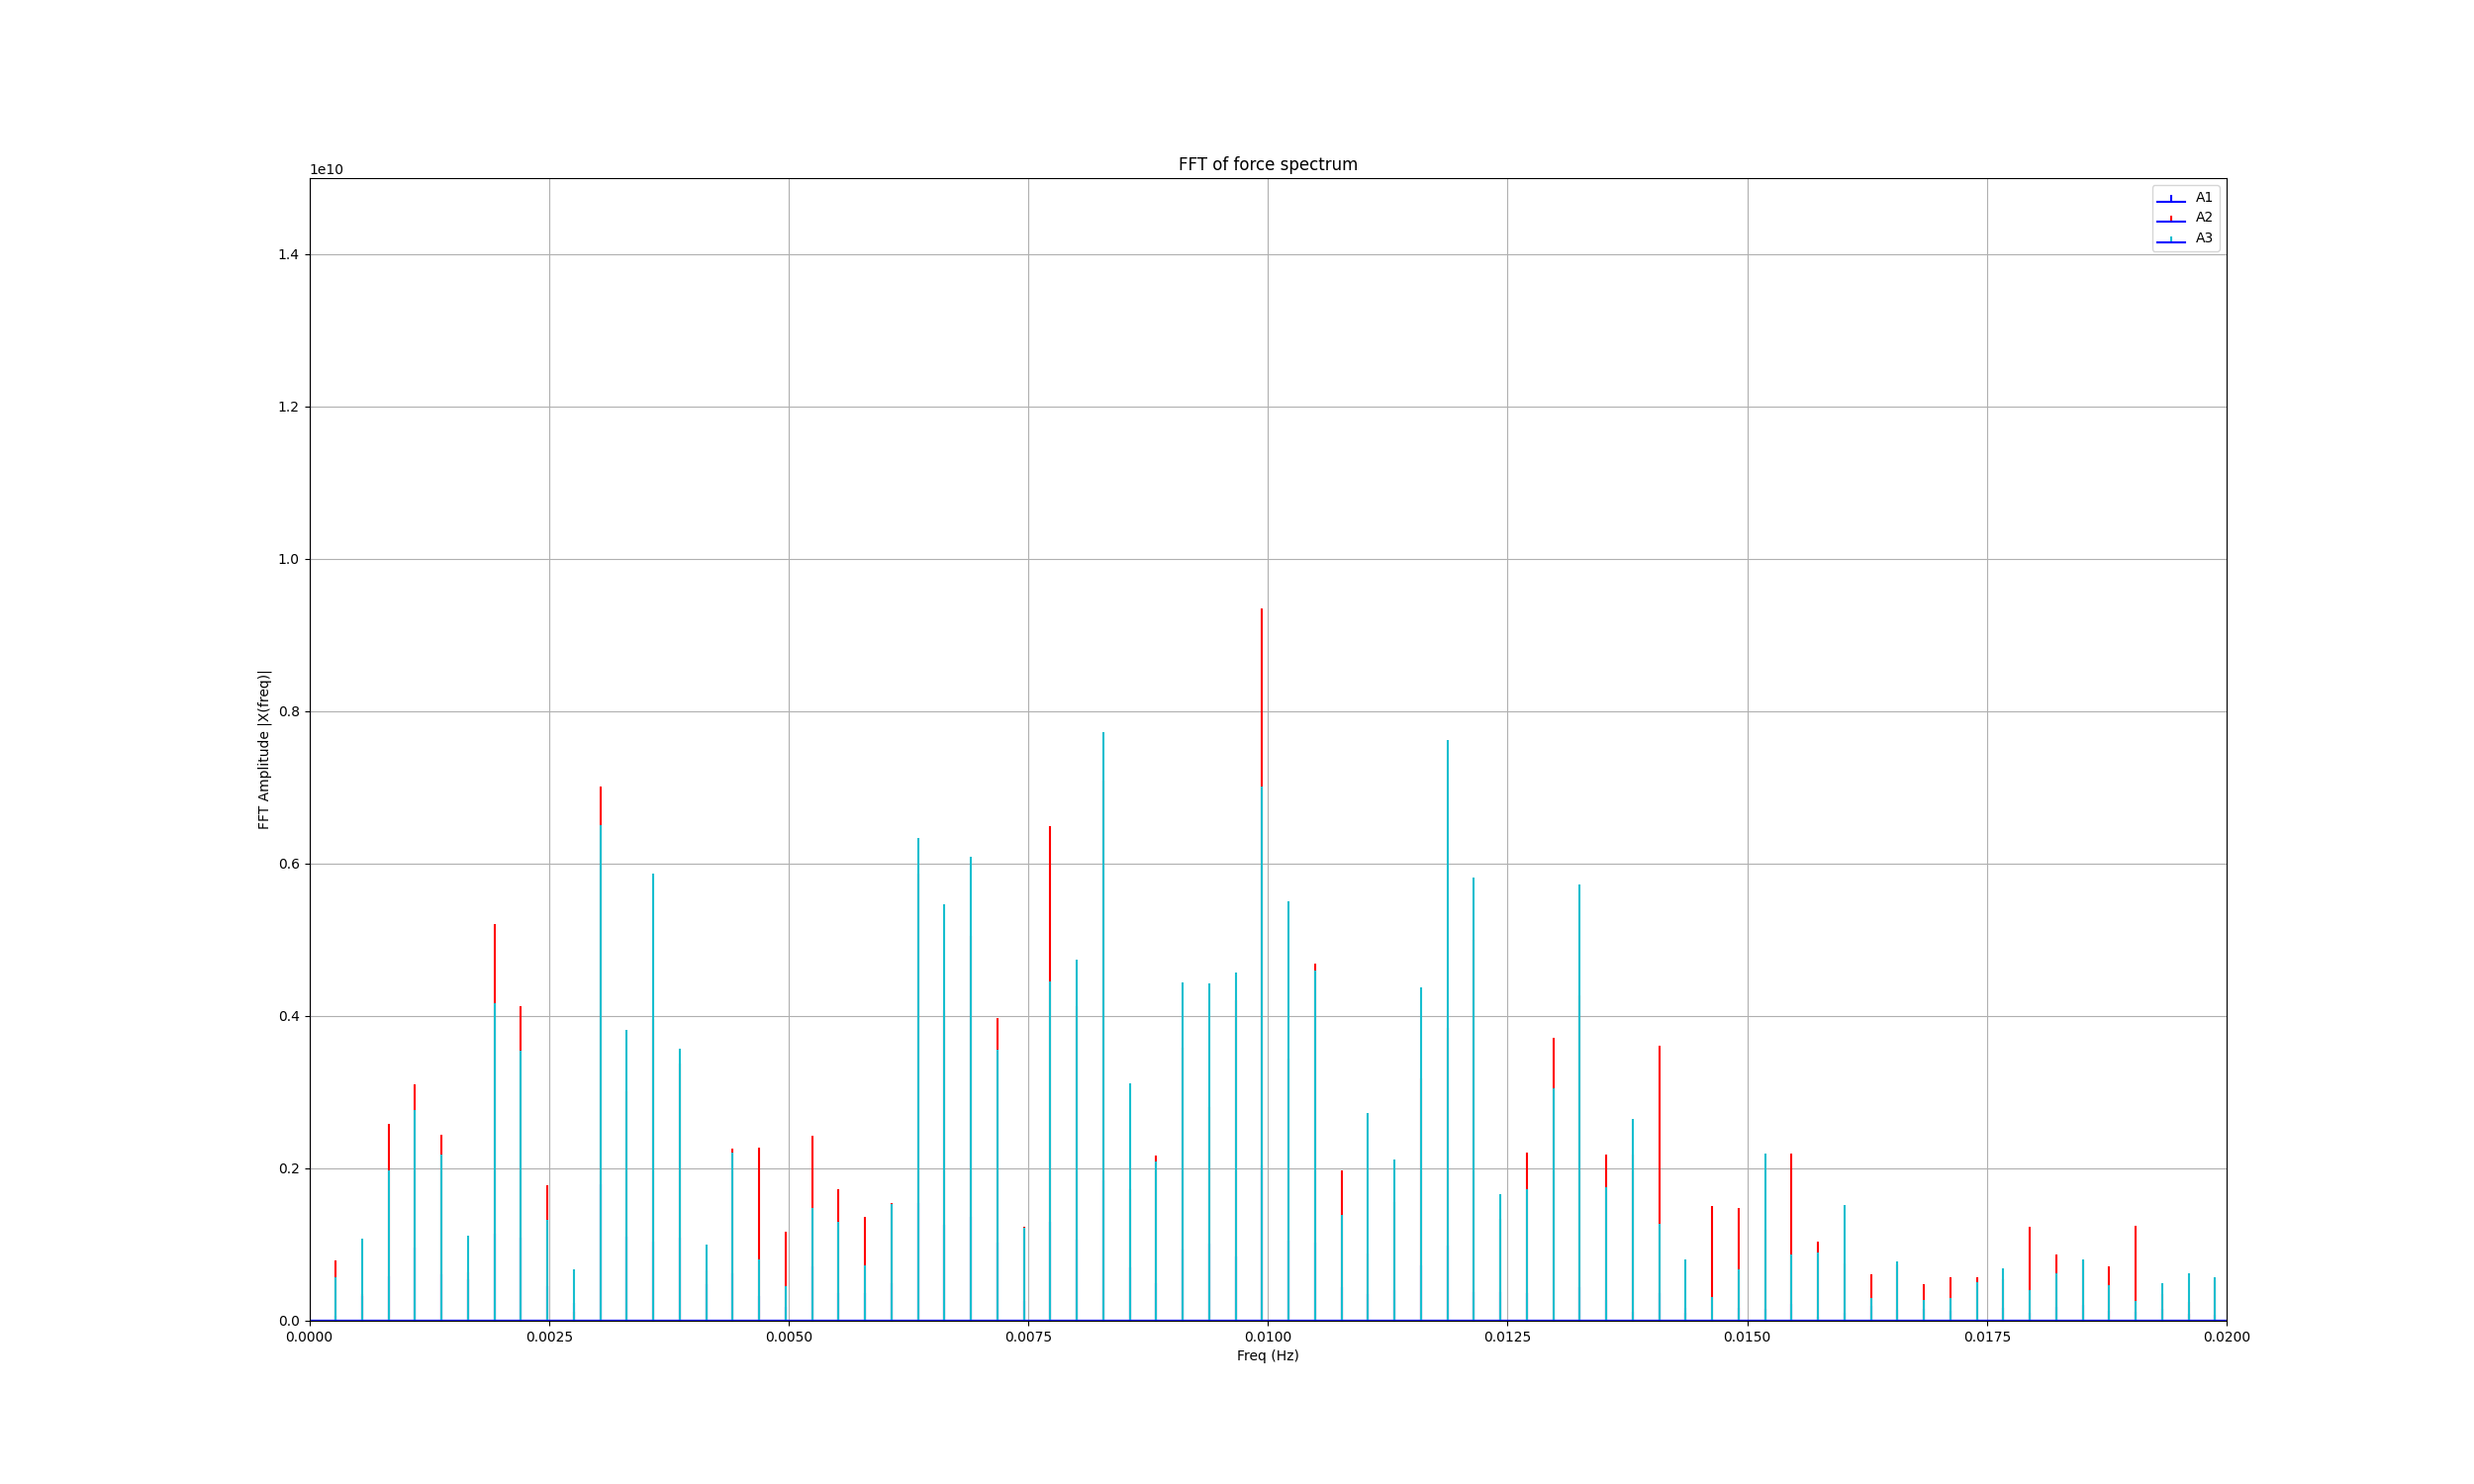 FFT of force spectrum
1e10
A1
A2
A3
1.4
1.2
1.0
0.8
0.6
0.4
0.2
0.0
FFT Amplitude |X(freq)|
0.0000 0.0025 0.0050 0.0075 0.0100 0.0125 0.0150 0.0175 0.0200
Freq (Hz)